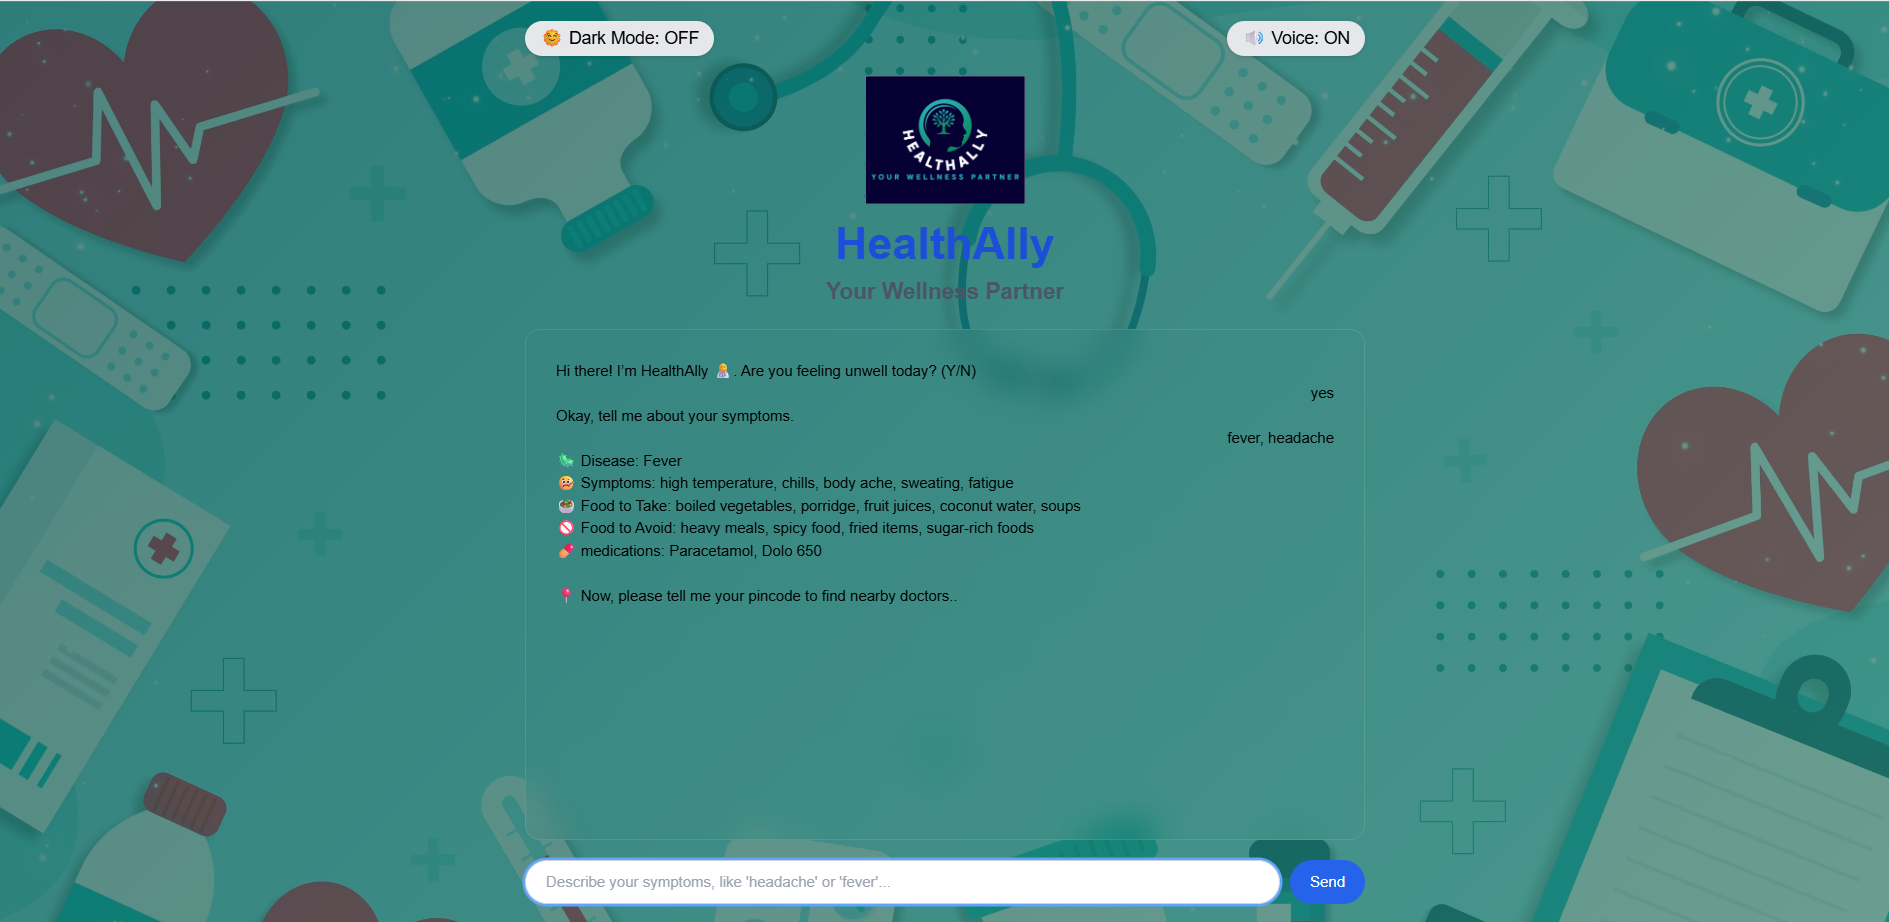 Dark Mode: OFF
Voice: ON
HEALTHALLY
YOUR WELLNESS PARTNER
HealthAlly
Your Wellness Partner
Hi there! I'm HealthAlly 👩‍⚕️. Are you feeling unwell today? (Y/N)
yes
Okay, tell me about your symptoms.
fever, headache
🦠 Disease: Fever
🤒 Symptoms: high temperature, chills, body ache, sweating, fatigue
🥗 Food to Take: boiled vegetables, porridge, fruit juices, coconut water, soups
🚫 Food to Avoid: heavy meals, spicy food, fried items, sugar-rich foods
💊 medications: Paracetamol, Dolo 650
📍 Now, please tell me your pincode to find nearby doctors..
Describe your symptoms, like 'headache' or 'fever'...
Send